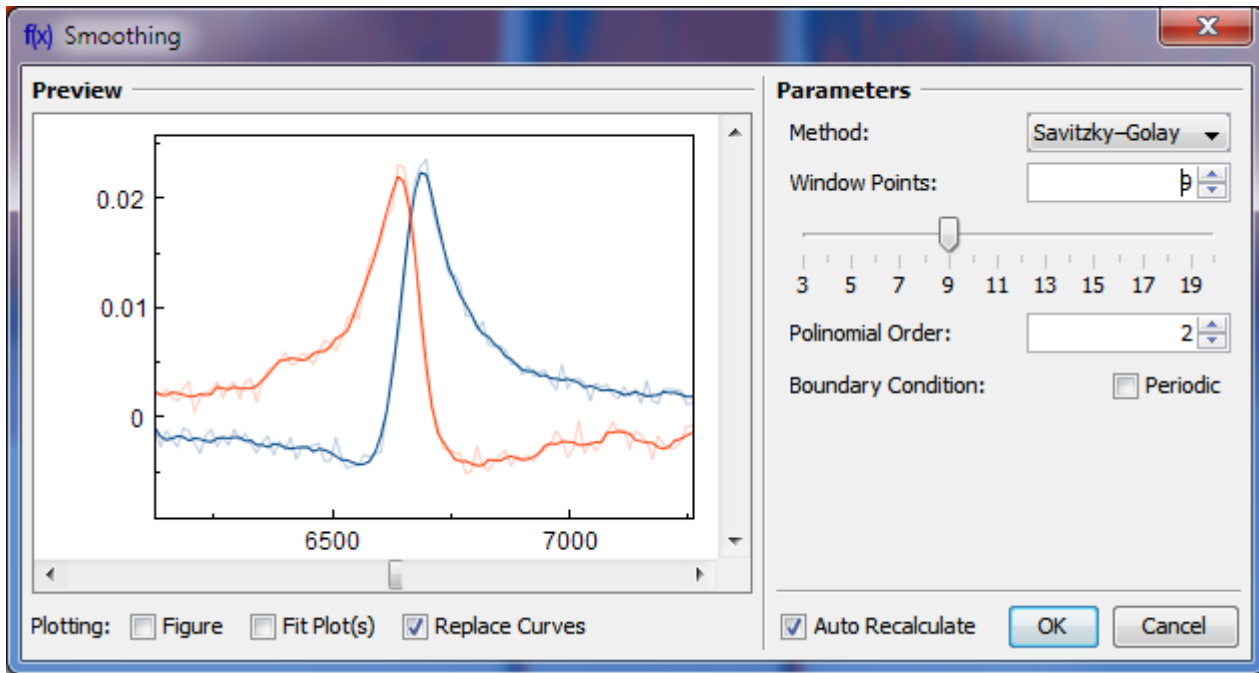 f(x) Smoothing
Preview
0.02
0.01
0
6500 7000
Plotting: Figure Fit Plot(s) Replace Curves
Parameters
Method: Savitzky–Golay
Window Points: 9
3 5 7 9 11 13 15 17 19
Polinomial Order: 2
Boundary Condition: Periodic
Auto Recalculate OK Cancel